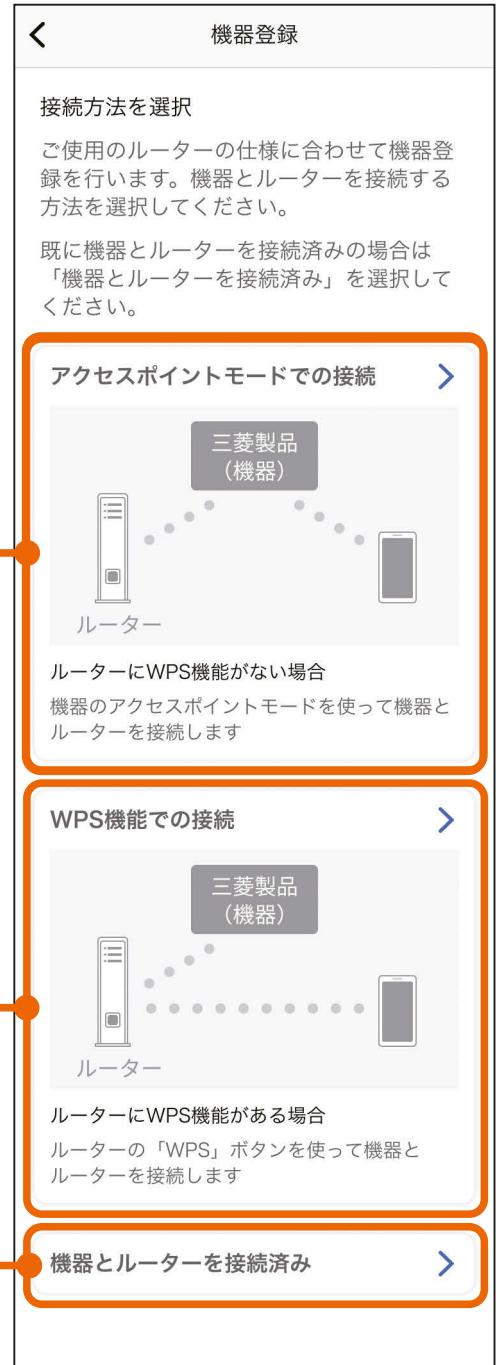 機器登録
接続方法を選択
ご使用のルーターの仕様に合わせて機器登
録を行います。機器とルーターを接続する
方法を選択してください。
既に機器とルーターを接続済みの場合は
「機器とルーターを接続済み」を選択して
ください。
アクセスポイントモードでの接続
三菱製品
（機器）
ルーター
ルーターにWPS機能がない場合
機器のアクセスポイントモードを使って機器と
ルーターを接続します
WPS機能での接続
三菱製品
（機器）
ルーター
ルーターにWPS機能がある場合
ルーターの「WPS」ボタンを使って機器と
ルーターを接続します
機器とルーターを接続済み